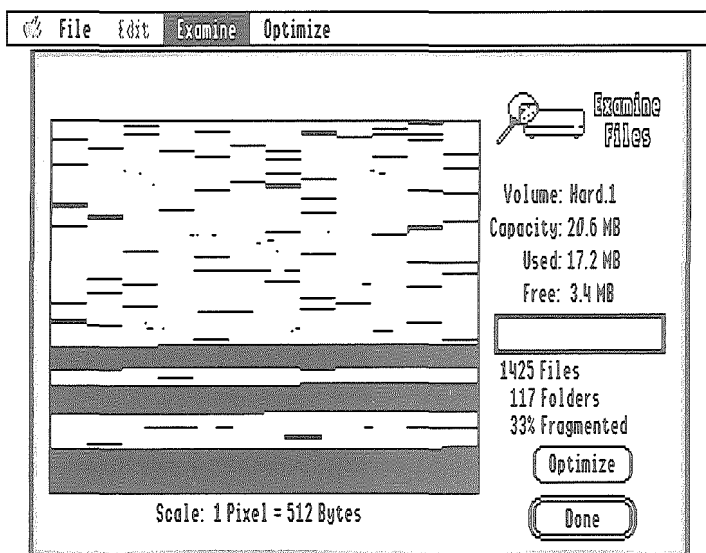 File Edit Examine Optimize
Examine
Files
Volume: Hard.1
Capacity: 20.6 MB
Used: 17.2 MB
Free: 3.4 MB
1425 Files
117 Folders
33% Fragmented
Optimize
Done
Scale: 1 Pixel = 512 Bytes